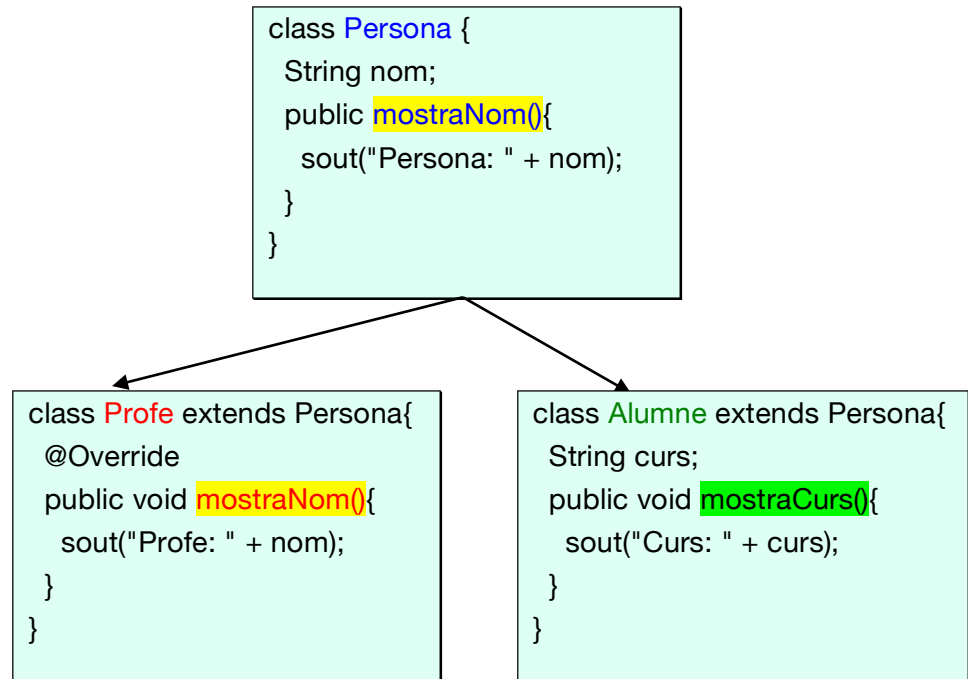 class Persona {
String nom;
public mostraNom(){
sout("Persona: " + nom);
}
}
class Profe extends Persona{
@Override
public void mostraNom(){
sout("Profe: " + nom);
}
}
class Alumne extends Persona{
String curs;
public void mostraCurs(){
sout("Curs: " + curs);
}
}